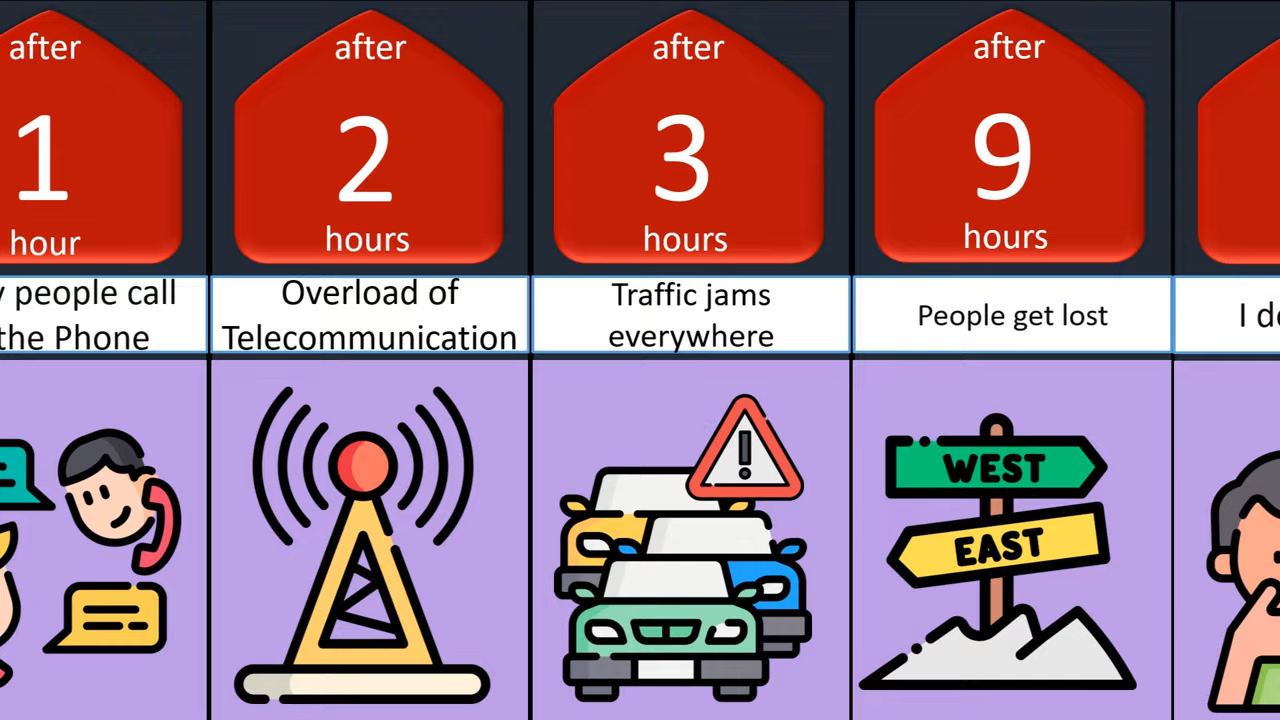 after
1
hour
people call
the Phone
after
2
hours
Overload of
Telecommunication
after
3
hours
Traffic jams
everywhere
after
9
hours
People get lost
WEST
EAST
I